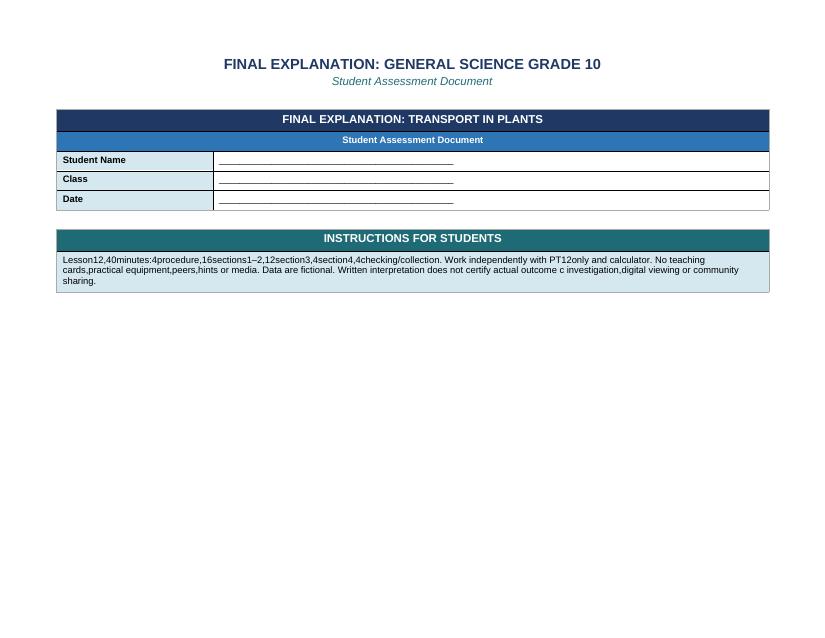 FINAL EXPLANATION: GENERAL SCIENCE GRADE 10
Student Assessment Document
FINAL EXPLANATION: TRANSPORT IN PLANTS
Student Assessment Document
Student Name ___________________________________________
Class ___________________________________________
Date ___________________________________________
INSTRUCTIONS FOR STUDENTS
Lesson12,40minutes:4procedure,16sections1–2,12section3,4section4,4checking/collection. Work independently with PT12only and calculator. No teaching
cards,practical equipment,peers,hints or media. Data are fictional. Written interpretation does not certify actual outcome c investigation,digital viewing or community
sharing.